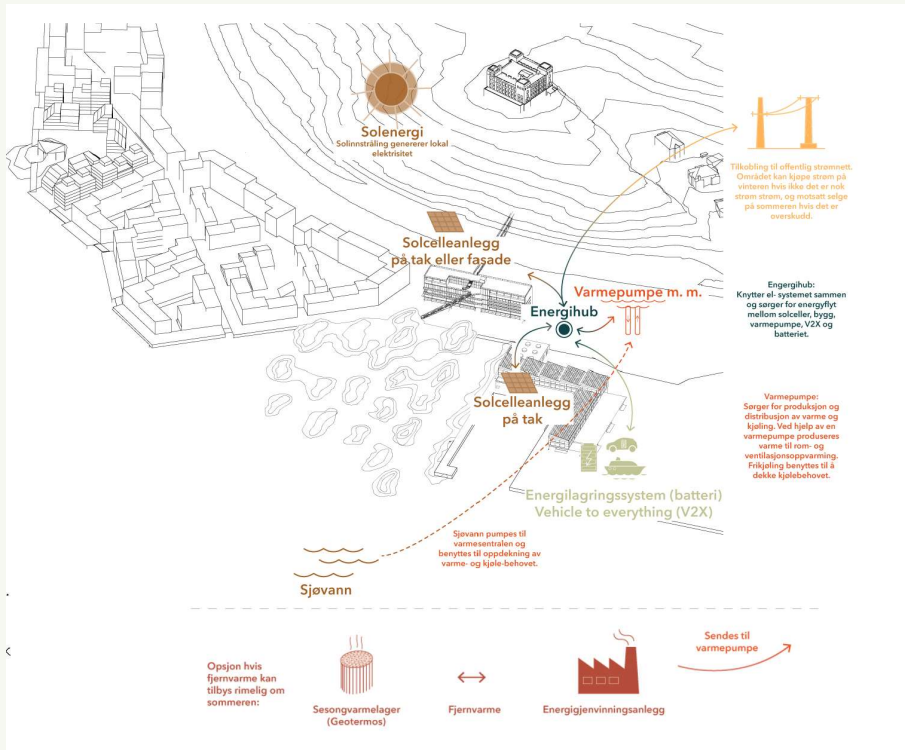 Solenergi
Solinnstråling genererer lokal
elektrisitet
Tilkobling til offentlig strømnett.
Området kan kjøpe strøm på
vinteren hvis ikke det er nok
strøm strøm, og motsatt selge
på sommeren hvis det er
overskudd.
Solcelleanlegg
på tak eller fasade
Varmepumpe m. m.
Energihub
Engergihub:
Knytter el- systemet sammen
og sørger for energyflyt
mellom solceller, bygg,
varmepumpe, V2X og
batteriet.
Solcelleanlegg
på tak
Varmepumpe:
Sørger for produksjon og
distribusjon av varme og
kjøling. Ved hjelp av en
varmepumpe produseres
varme til rom- og
ventilasjonsoppvarming.
Frikjøling benyttes til å
dekke kjølebehovet.
Energilagringssystem (batteri)
Vehicle to everything (V2X)
Sjøvann pumpes til
varmesentralen og
benyttes til oppdekning av
varme- og kjøle-behovet.
Sjøvann
Opsjon hvis
fjernvarme kan
tilbys rimelig om
sommeren:
Sesongvarmelager
(Geotermos)
Fjernvarme
Energigjenvinningsanlegg
Sendes til
varmepumpe